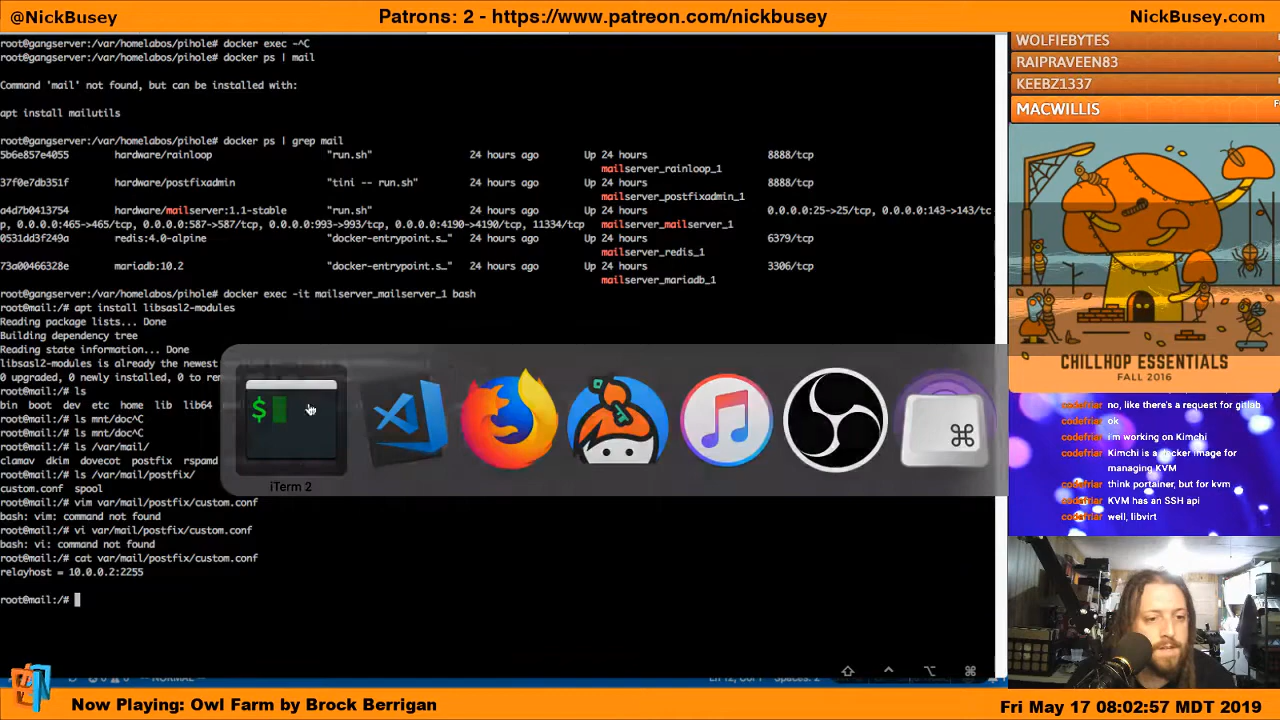 @NickBusey
Patrons: 2 - https://www.patreon.com/nickbusey
NickBusey.com
root@gangserver:/var/homelabos/pihole# docker exec -^C
root@gangserver:/var/homelabos/pihole# docker ps | mail
Command 'mail' not found, but can be installed with:
apt install mailutils
root@gangserver:/var/homelabos/pihole# docker ps | grep mail
5b6e857e4055 hardware/rainloop "run.sh" 24 hours ago Up 24 hours 8888/tcp
mailserver_rainloop_1
37f0e7db351f hardware/postfixadmin "tini -- run.sh" 24 hours ago Up 24 hours 8888/tcp
mailserver_postfixadmin_1
a4d7b0413754 hardware/mailserver:1.1-stable "run.sh" 24 hours ago Up 24 hours 0.0.0.0:25->25/tcp, 0.0.0.0:143->143/tc
p, 0.0.0.0:465->465/tcp, 0.0.0.0:587->587/tcp, 0.0.0.0:993->993/tcp, 0.0.0.0:4190->4190/tcp, 11334/tcp mailserver_mailserver_1
0531dd3f249a redis:4.0-alpine "docker-entrypoint.s…" 24 hours ago Up 24 hours 6379/tcp
mailserver_redis_1
73a00466328e mariadb:10.2 "docker-entrypoint.s…" 24 hours ago Up 24 hours 3306/tcp
mailserver_mariadb_1
root@gangserver:/var/homelabos/pihole# docker exec -it mailserver_mailserver_1 bash
root@mail:/# apt install libsasl2-modules
Reading package lists... Done
Building dependency tree
Reading state information... Done
libsasl2-modules is already the newest
0 upgraded, 0 newly installed, 0 to re
root@mail:/# ls
bin boot dev etc home lib lib64
root@mail:/# ls mnt/doc^C
root@mail:/# ls mnt/doc^C
root@mail:/# ls /var/mail/
clamav dkim dovecot postfix rspamd
root@mail:/# ls /var/mail/postfix/
custom.conf spool
root@mail:/# vim var/mail/postfix/custom.conf
bash: vim: command not found
root@mail:/# vi var/mail/postfix/custom.conf
bash: vi: command not found
root@mail:/# cat var/mail/postfix/custom.conf
relayhost = 10.0.0.2:2255
root@mail:/#
$
iTerm 2
WOLFIEBYTES
RAIPRAVEEN83
KEEBZ1337
MACWILLIS
CHILLHOP ESSENTIALS
FALL 2016
codefriar no, like there's a request for gitlab
codefriar ok
codefriar i'm working on Kimchi
codefriar Kimchi is a docker image for
managing KVM
codefriar think portainer, but for kvm
codefriar KVM has an SSH api
codefriar well, libvirt
NORMAL
Now Playing: Owl Farm by Brock Berrigan
Fri May 17 08:02:57 MDT 2019